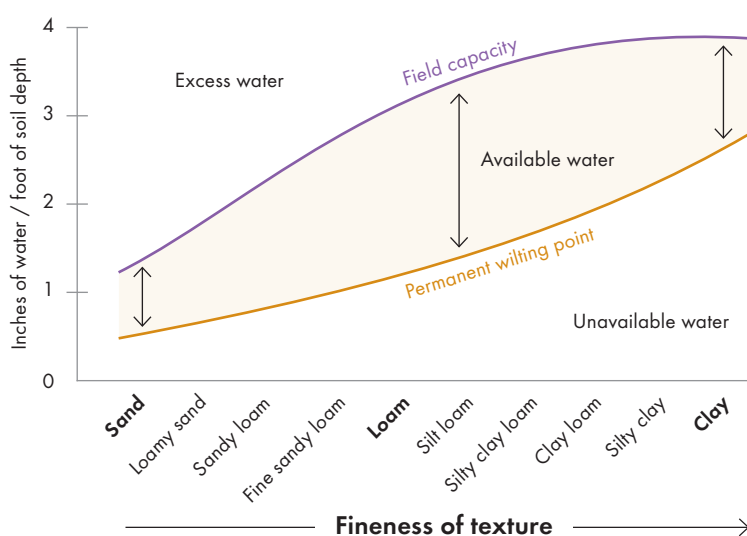 Inches of water / foot of soil depth
4
3
2
1
0
Excess water
Field capacity
Available water
Permanent wilting point
Unavailable water
Sand
Loamy sand
Sandy loam
Fine sandy loam
Loam
Silt loam
Silty clay loam
Clay loam
Silty clay
Clay
Fineness of texture